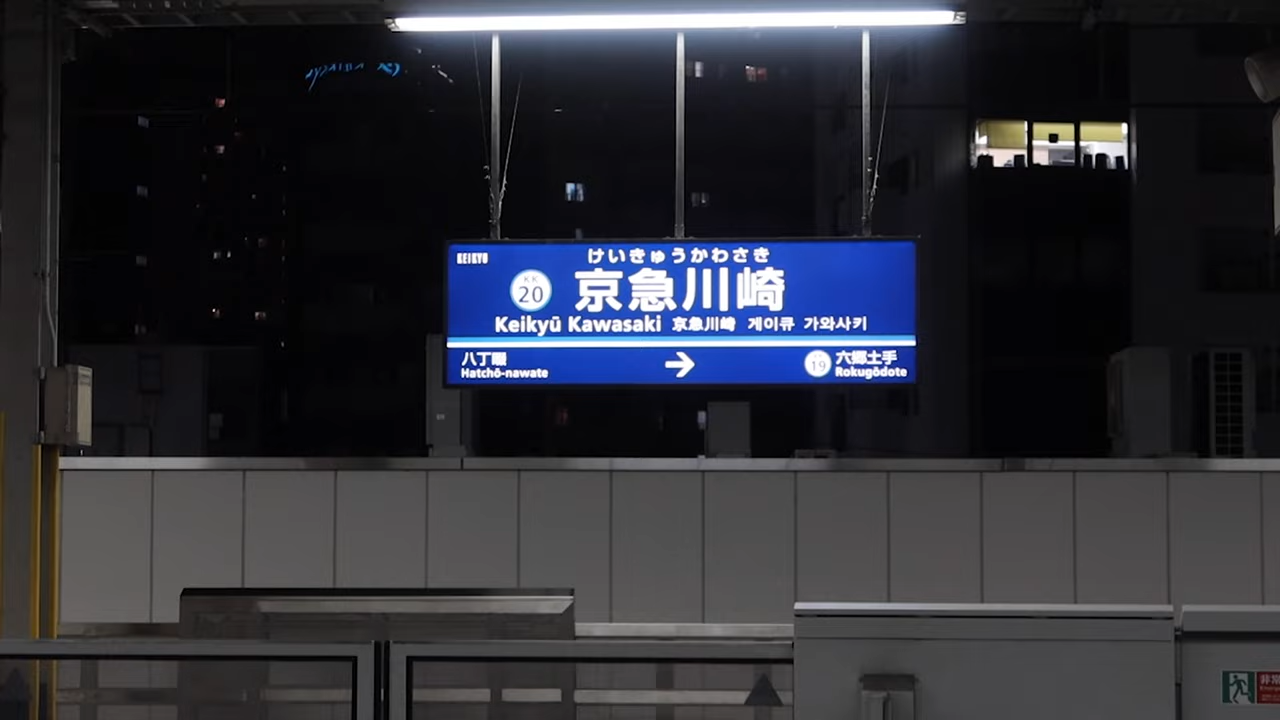 KEIKYU
けいきゅうかわさき
KK
20
京急川崎
Keikyū Kawasaki 京急川崎 게이큐 가와사키
八丁畷
Hatchō-nawate
→
19
六郷土手
Rokugōdote
非常